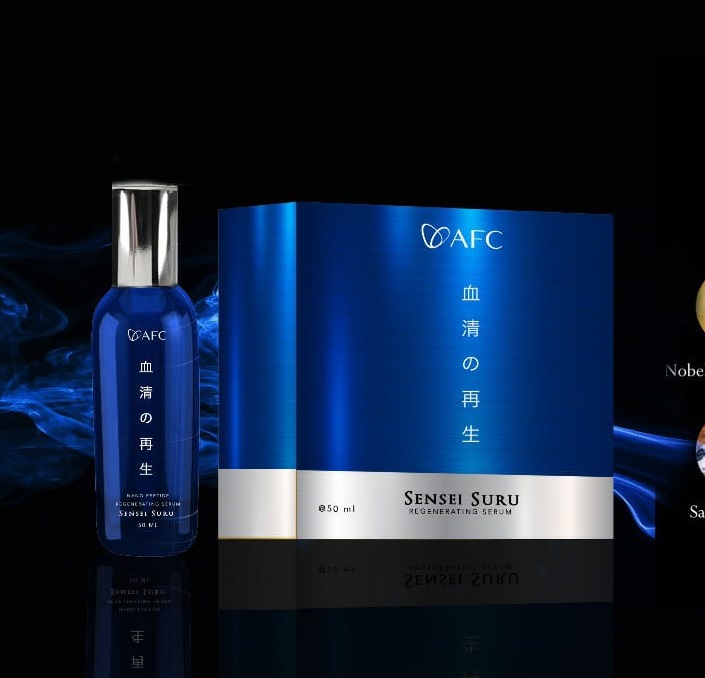 AFC
血清の再生
NANO PEPTIDE
REGENERATING SERUM
SENSEI SURU
50 ML
AFC
血清の再生
@50 ml
SENSEI SURU
REGENERATING SERUM
Nobe
Sa